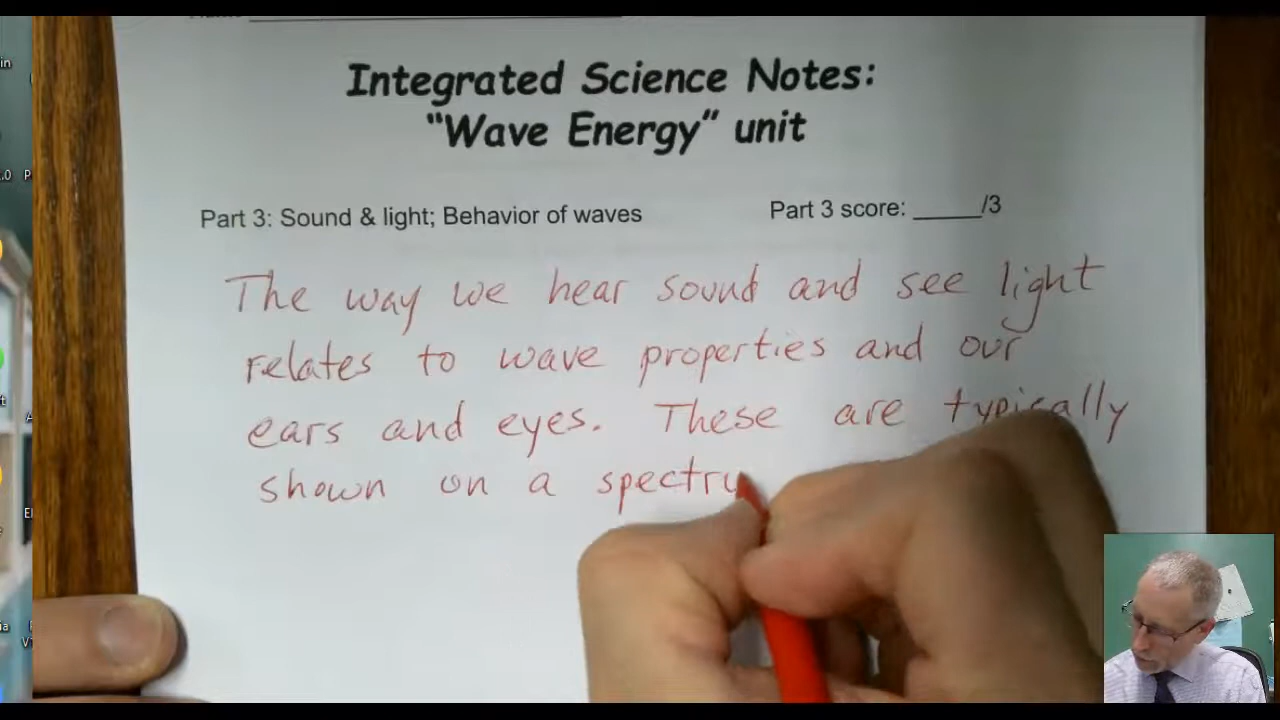 Integrated Science Notes:
"Wave Energy" unit
Part 3: Sound & light; Behavior of waves Part 3 score: _____/3
The way we hear sound and see light
relates to wave properties and our
ears and eyes. These are typically
shown on a spectru